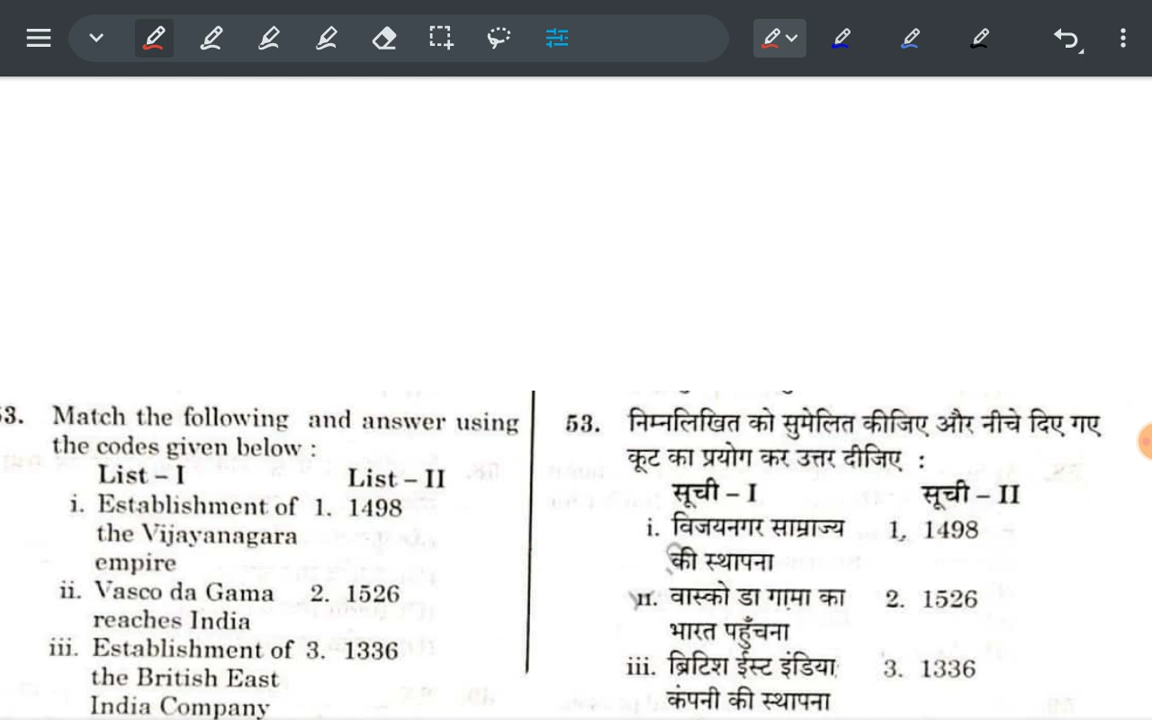 53. Match the following and answer using
the codes given below :
List – I List – II
i. Establishment of 1. 1498
the Vijayanagara
empire
ii. Vasco da Gama 2. 1526
reaches India
iii. Establishment of 3. 1336
the British East
India Company
53. निम्नलिखित को सुमेलित कीजिए और नीचे दिए गए
कूट का प्रयोग कर उत्तर दीजिए :
सूची – I सूची – II
i. विजयनगर साम्राज्य 1. 1498
की स्थापना
ii. वास्को डा गामा का 2. 1526
भारत पहुँचना
iii. ब्रिटिश ईस्ट इंडिया 3. 1336
कंपनी की स्थापना